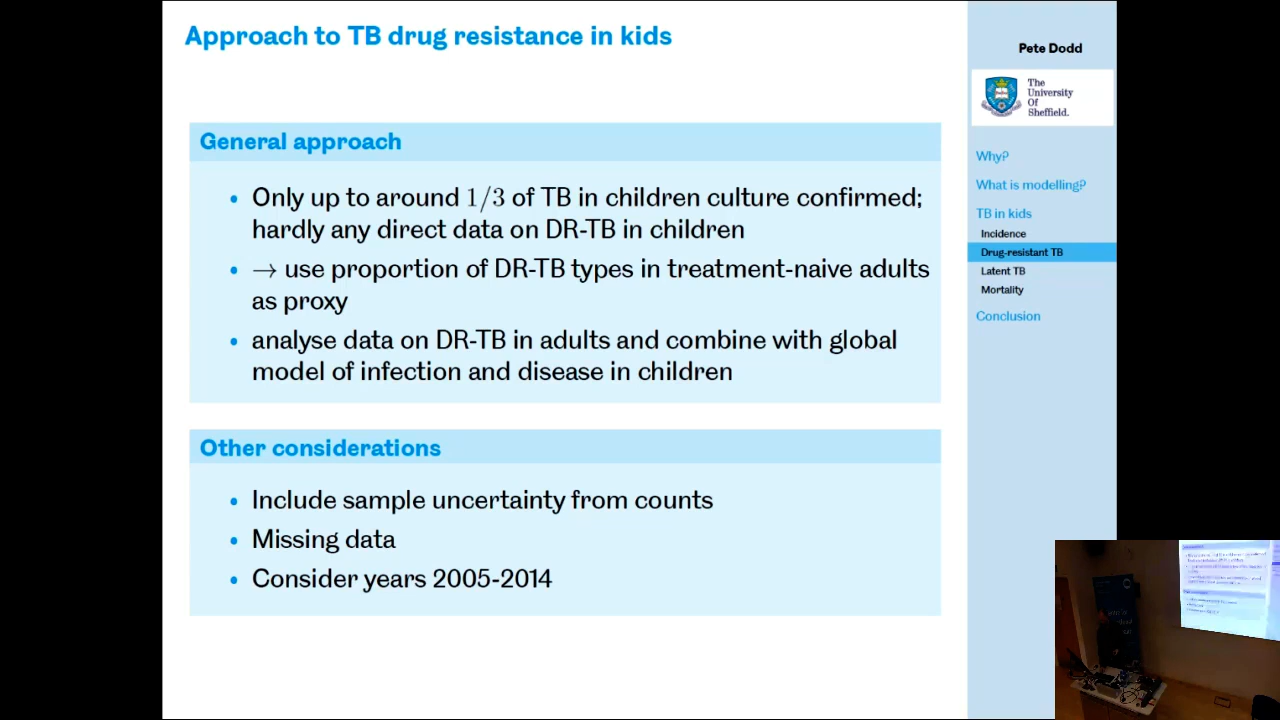 Approach to TB drug resistance in kids
General approach
• Only up to around 1/3 of TB in children culture confirmed;
hardly any direct data on DR-TB in children
• → use proportion of DR-TB types in treatment-naive adults
as proxy
• analyse data on DR-TB in adults and combine with global
model of infection and disease in children
Other considerations
• Include sample uncertainty from counts
• Missing data
• Consider years 2005-2014
Pete Dodd
The
University
Of
Sheffield.
Why?
What is modelling?
TB in kids
Incidence
Drug-resistant TB
Latent TB
Mortality
Conclusion